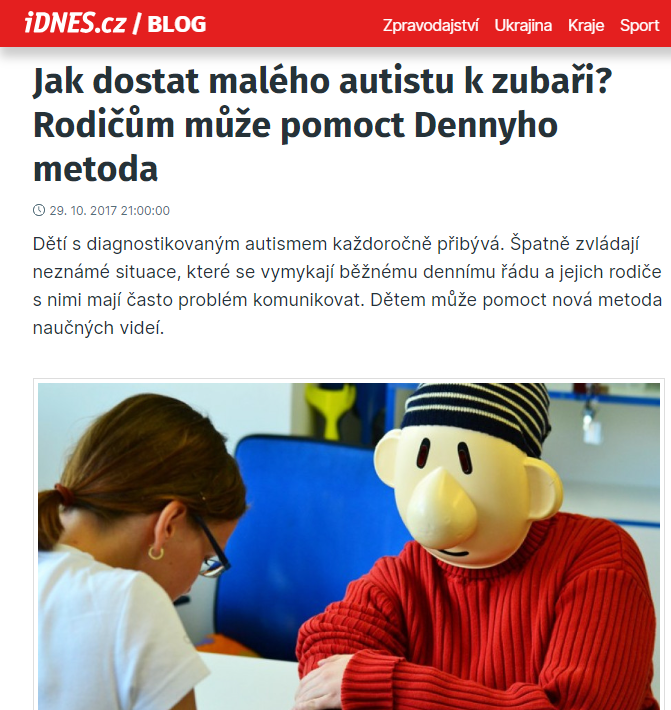 iDNES.cz / BLOG
Zpravodajství Ukrajina Kraje Sport
Jak dostat malého autistu k zubaři?
Rodičům může pomoct Dennyho
metoda
29. 10. 2017 21:00:00
Dětí s diagnostikovaným autismem každoročně přibývá. Špatně zvládají
neznámé situace, které se vymykají běžnému dennímu řádu a jejich rodiče
s nimi mají často problém komunikovat. Dětem může pomoct nová metoda
naučných videí.